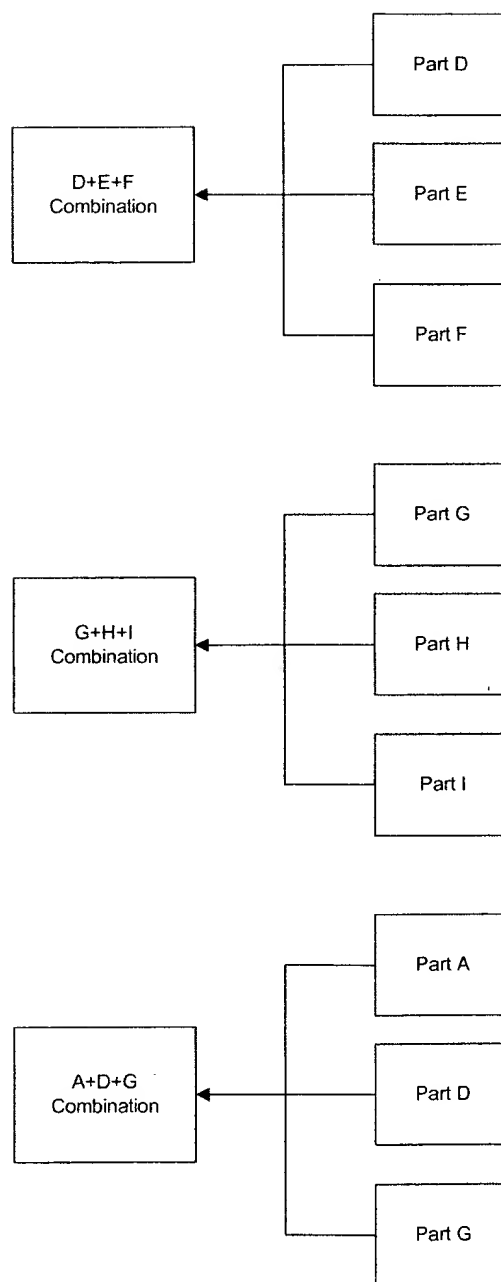 Part D
D+E+F
Combination
Part E
Part F
Part G
G+H+I
Combination
Part H
Part I
Part A
A+D+G
Combination
Part D
Part G